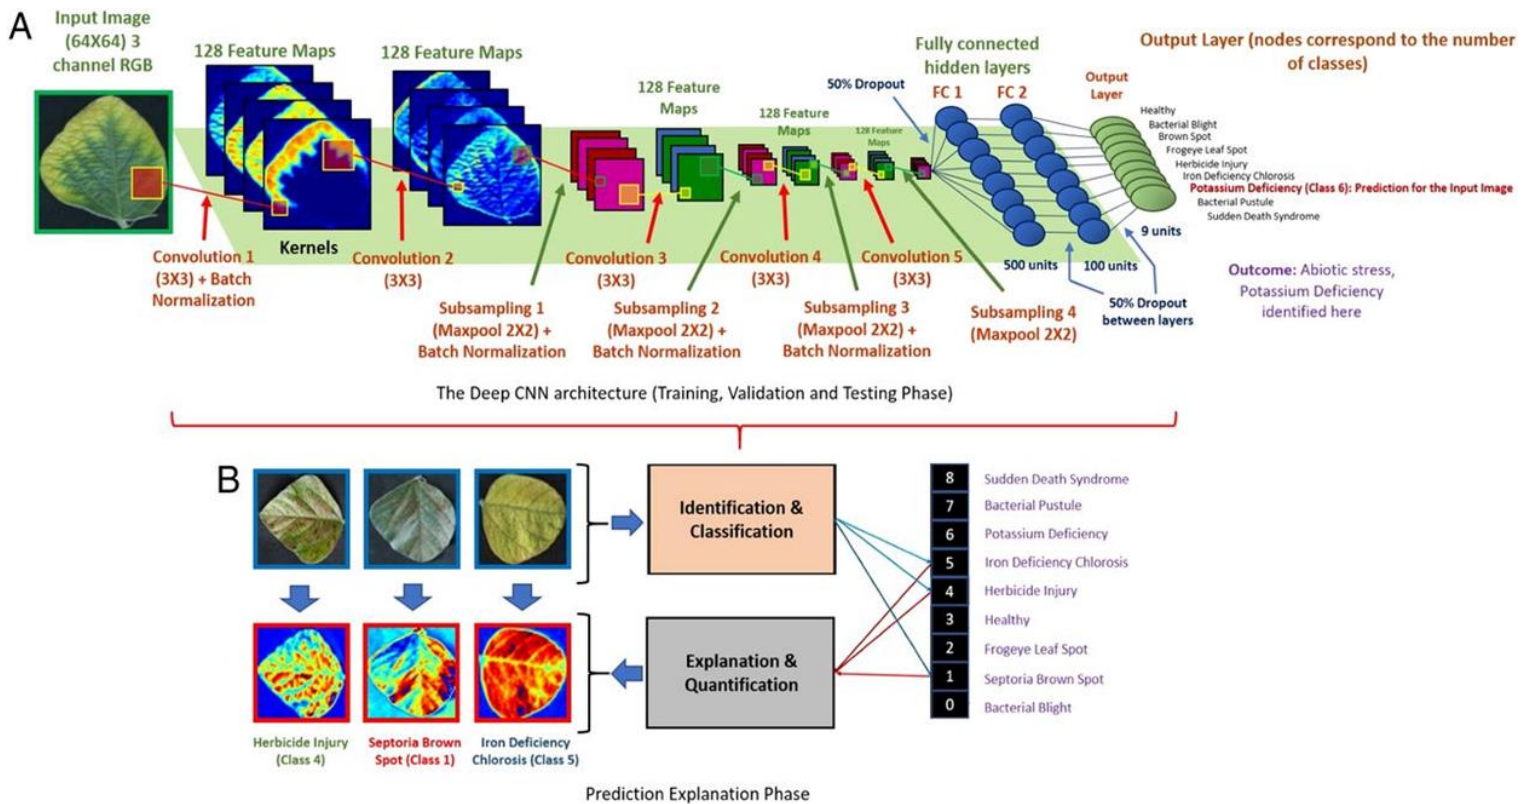 A
Input Image
(64X64) 3
channel RGB
128 Feature Maps
128 Feature Maps
128 Feature
Maps
128 Feature
Maps
128 Feature
Maps
50% Dropout
Fully connected
hidden layers
FC 1
FC 2
Output
Layer
Output Layer (nodes correspond to the number
of classes)
Healthy
Bacterial Blight
Brown Spot
Frogeye Leaf Spot
Herbicide Injury
Iron Deficiency Chlorosis
Potassium Deficiency (Class 6): Prediction for the Input Image
Bacterial Pustule
Sudden Death Syndrome
9 units
500 units
100 units
50% Dropout
between layers
Outcome: Abiotic stress,
Potassium Deficiency
identified here
Kernels
Convolution 1
(3X3) + Batch
Normalization
Convolution 2
(3X3)
Subsampling 1
(Maxpool 2X2) +
Batch Normalization
Convolution 3
(3X3)
Subsampling 2
(Maxpool 2X2) +
Batch Normalization
Convolution 4
(3X3)
Subsampling 3
(Maxpool 2X2) +
Batch Normalization
Convolution 5
(3X3)
Subsampling 4
(Maxpool 2X2)
The Deep CNN architecture (Training, Validation and Testing Phase)
B
Identification &
Classification
Explanation &
Quantification
8 Sudden Death Syndrome
7 Bacterial Pustule
6 Potassium Deficiency
5 Iron Deficiency Chlorosis
4 Herbicide Injury
3 Healthy
2 Frogeye Leaf Spot
1 Septoria Brown Spot
0 Bacterial Blight
Herbicide Injury
(Class 4)
Septoria Brown
Spot (Class 1)
Iron Deficiency
Chlorosis (Class 5)
Prediction Explanation Phase